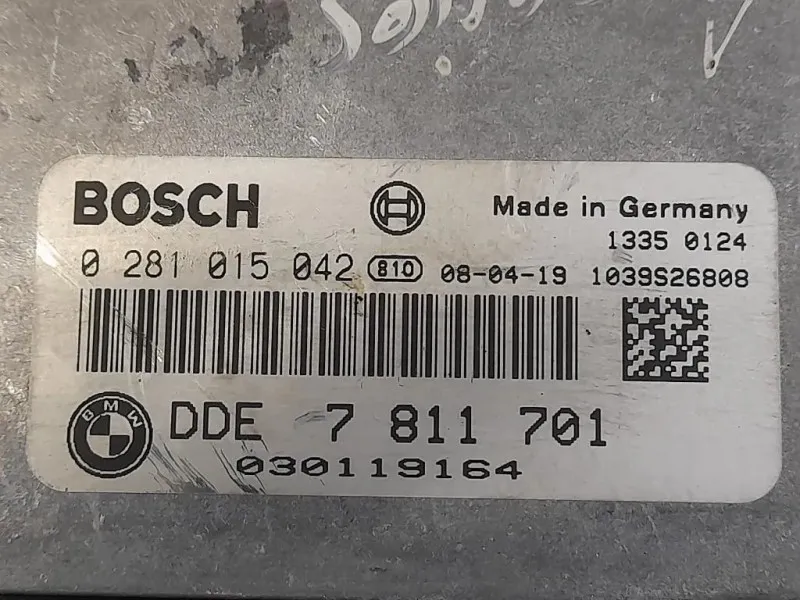 BOSCH Made in Germany
1335 0124
0 281 015 042 810 08-04-19 1039S26808
BMW DDE 7 811 701
030119164